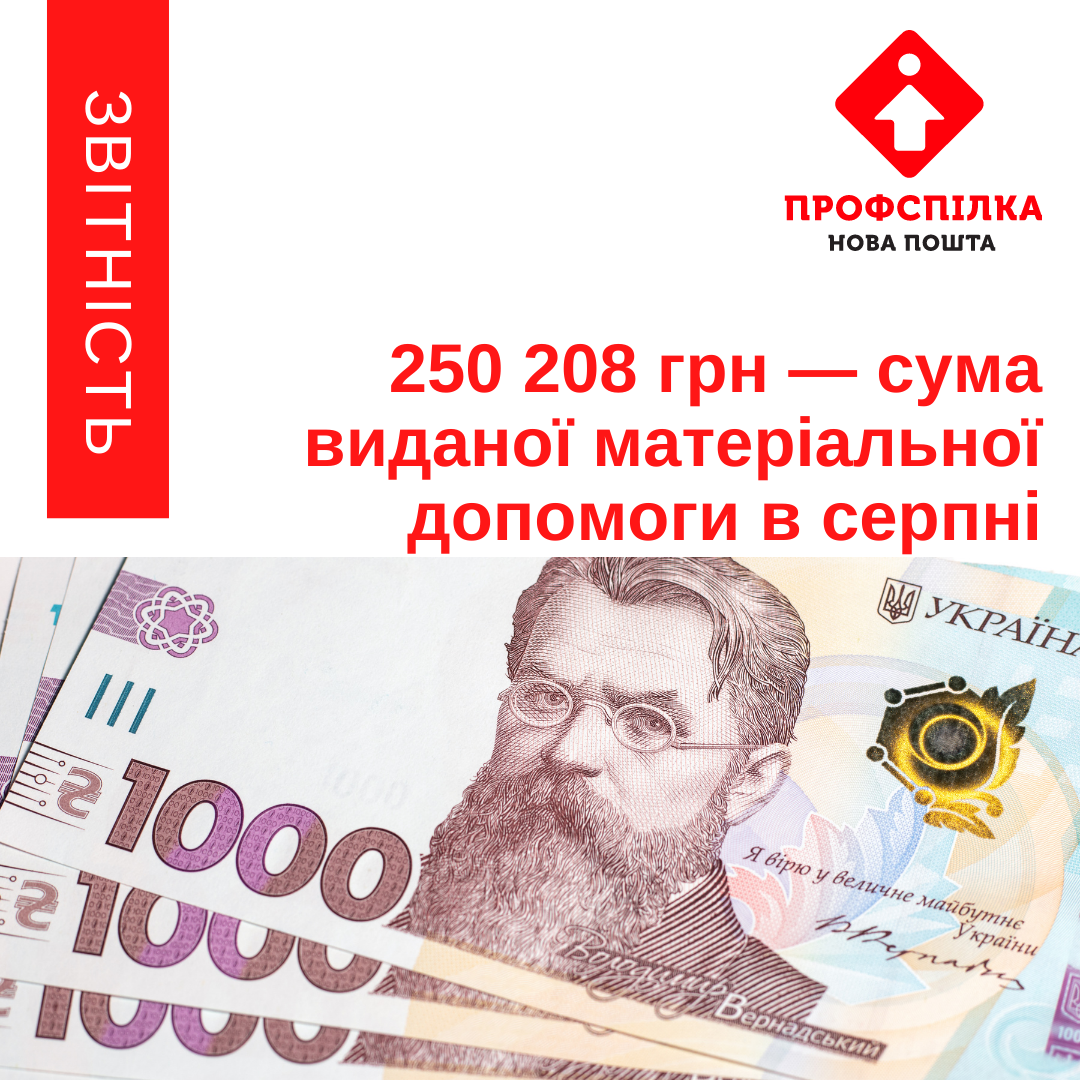 ЗВІТНІСТЬ
ПРОФСПІЛКА
НОВА ПОШТА
250 208 грн — сума
виданої матеріальної
допомоги в серпні
УКРАЇНА
1000
1000
1000
Я вірю у величне майбутнє
України
Володимир
Вернадський